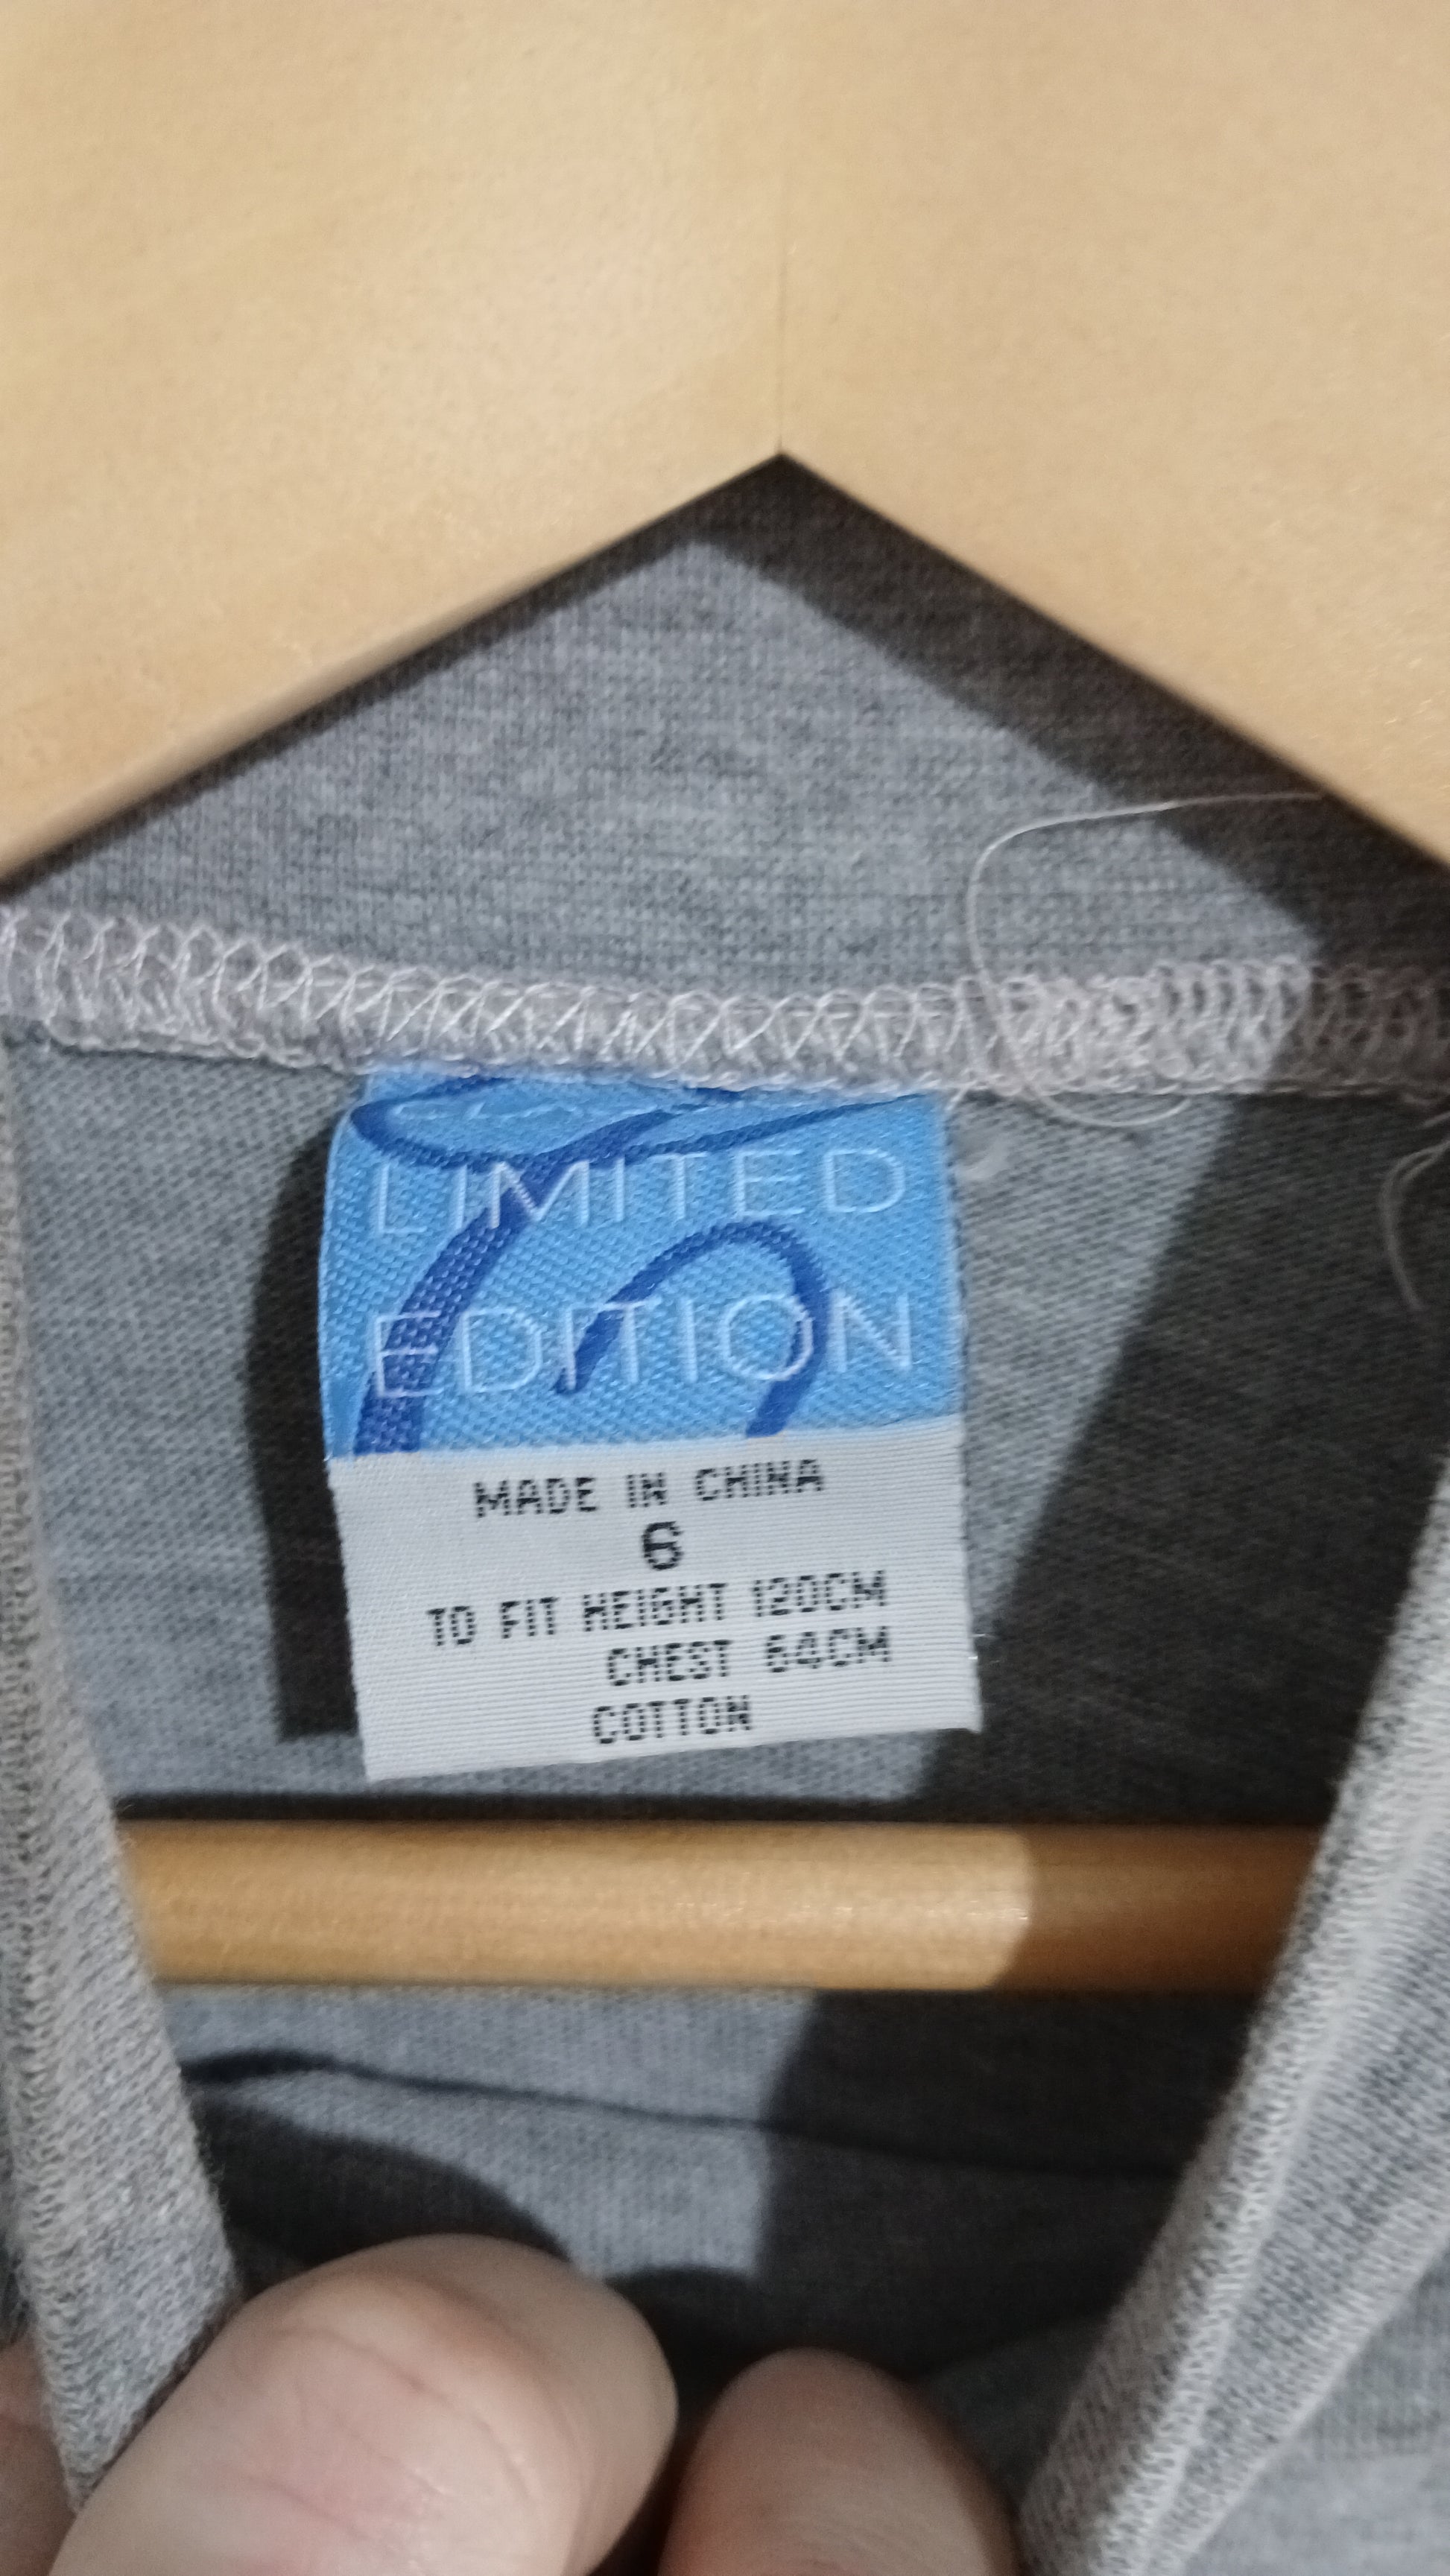 LIMITED
EDITION
MADE IN CHINA
6
TO FIT HEIGHT 120CM
CHEST 64CM
COTTON